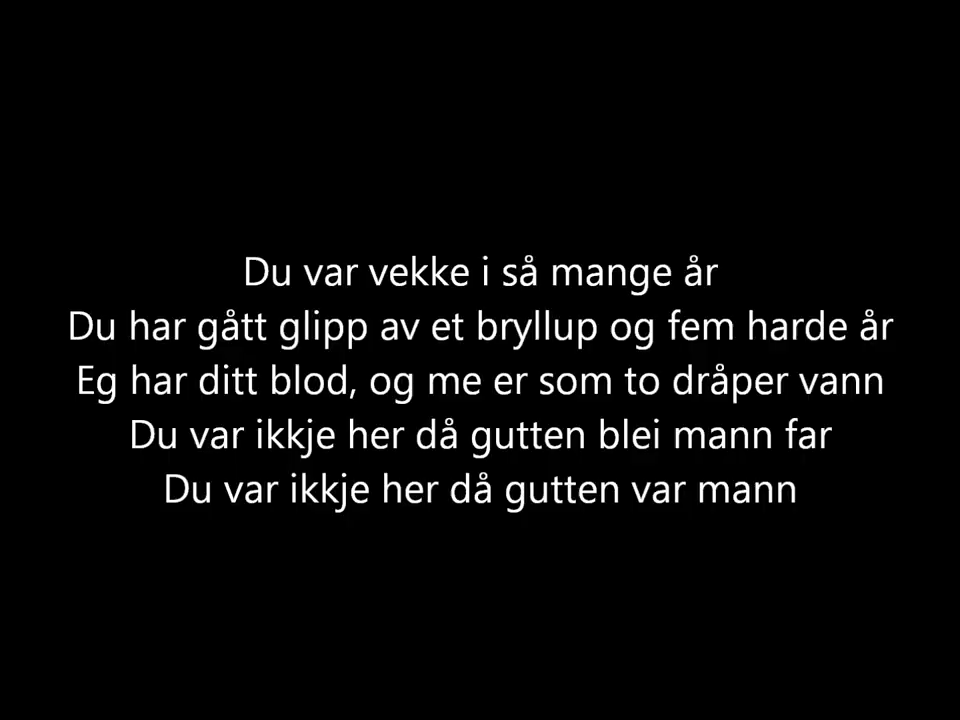 Du var vekke i så mange år
Du har gått glipp av et bryllup og fem harde år
Eg har ditt blod, og me er som to dråper vann
Du var ikkje her då gutten blei mann far
Du var ikkje her då gutten var mann